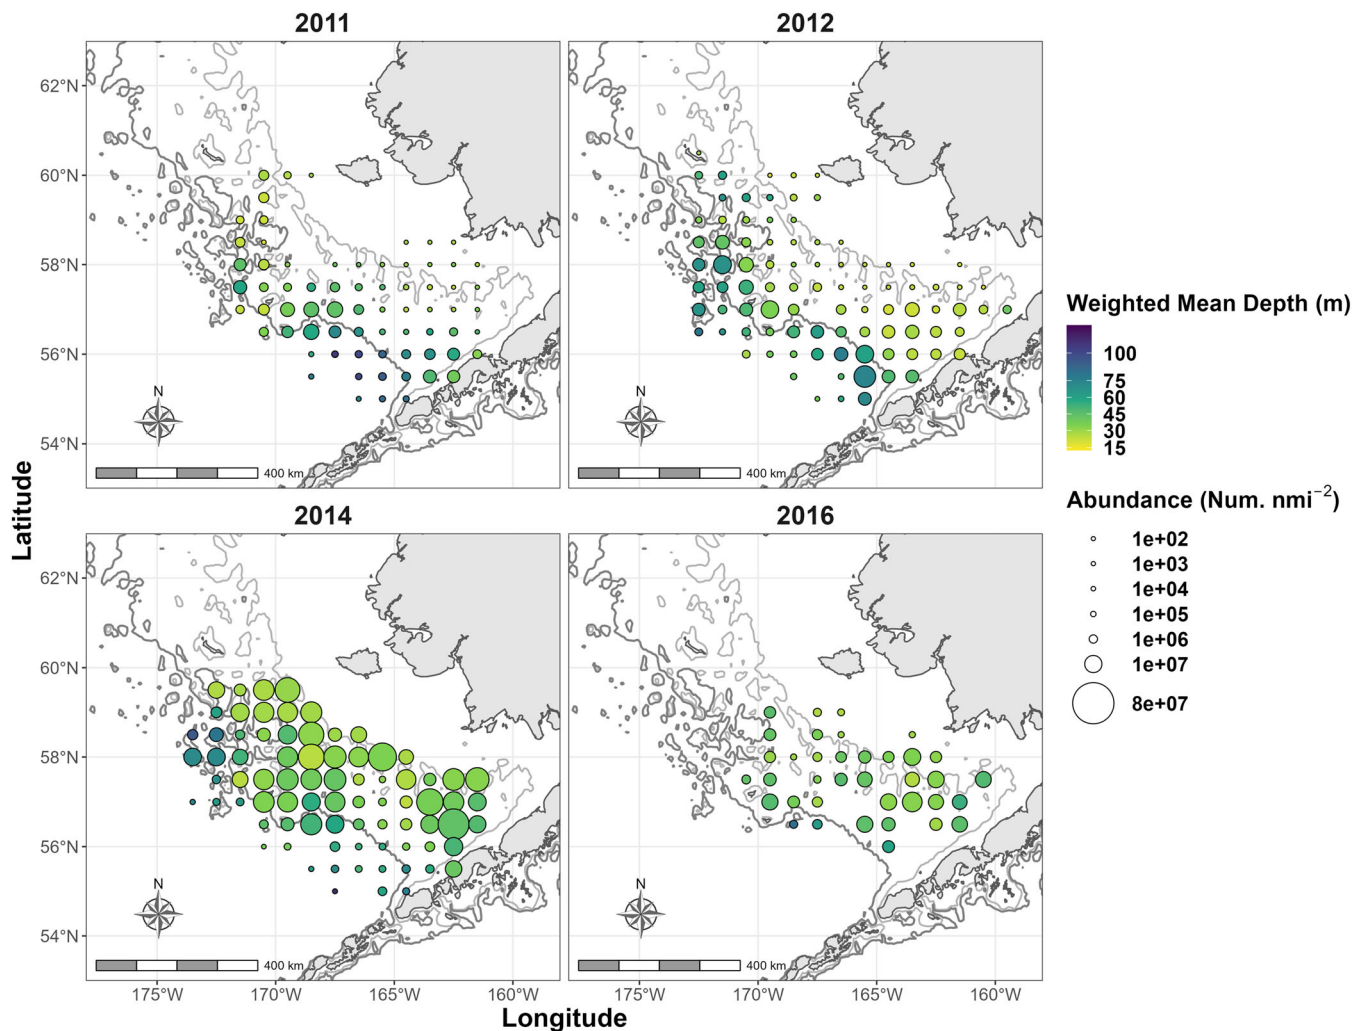 2011
2012
62°N
60°N
58°N
56°N
54°N
N
N
400 km
400 km
Weighted Mean Depth (m)
100
75
60
45
30
15
Abundance (Num. nmi⁻²)
1e+02
1e+03
1e+04
1e+05
1e+06
1e+07
8e+07
Latitude
2014
2016
62°N
60°N
58°N
56°N
54°N
N
N
400 km
400 km
175°W 170°W 165°W 160°W
175°W 170°W 165°W 160°W
Longitude